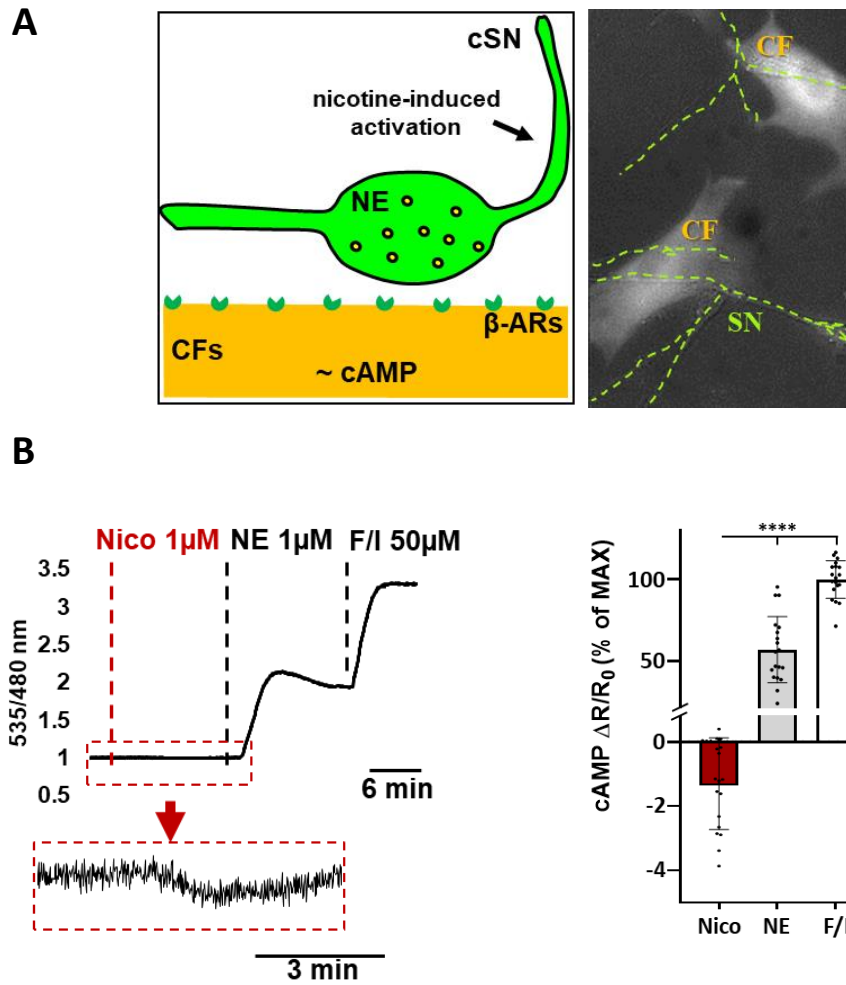 A
cSN
nicotine-induced
activation
NE
β-ARs
CFs
~ cAMP
CF
CF
SN
B
Nico 1µM
NE 1µM
F/I 50µM
3.5
3
2.5
2
1.5
1
0.5
535/480 nm
6 min
3 min
****
cAMP ΔR/R₀ (% of MAX)
100
50
0
-2
-4
Nico
NE
F/I